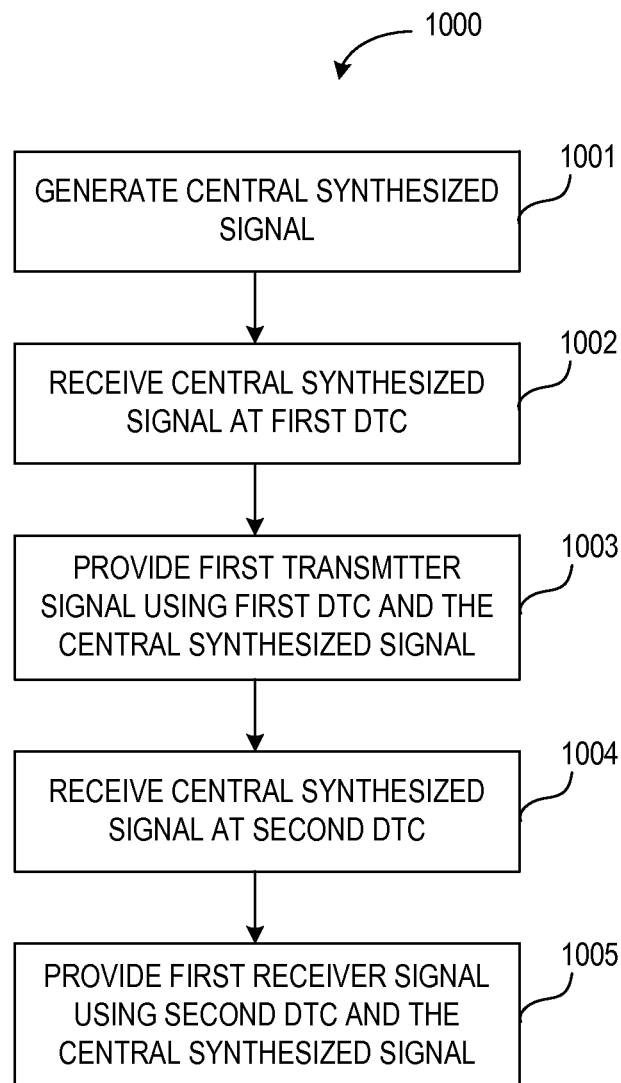 1000
GENERATE CENTRAL SYNTHESIZED
SIGNAL
1001
RECEIVE CENTRAL SYNTHESIZED
SIGNAL AT FIRST DTC
1002
PROVIDE FIRST TRANSMTTER
SIGNAL USING FIRST DTC AND THE
CENTRAL SYNTHESIZED SIGNAL
1003
RECEIVE CENTRAL SYNTHESIZED
SIGNAL AT SECOND DTC
1004
PROVIDE FIRST RECEIVER SIGNAL
USING SECOND DTC AND THE
CENTRAL SYNTHESIZED SIGNAL
1005